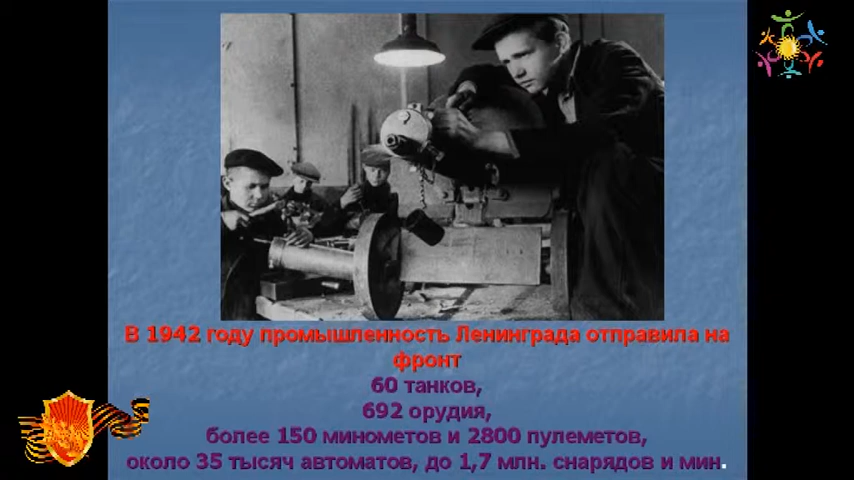 В 1942 году промышленность Ленинграда отправила на
фронт
60 танков,
692 орудия,
более 150 минометов и 2800 пулеметов,
около 35 тысяч автоматов, до 1,7 млн. снарядов и мин.